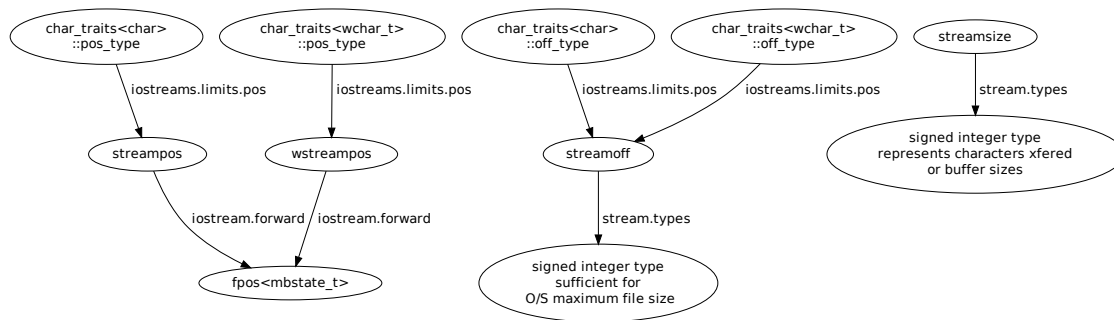 char_traits<char>
::pos_type
char_traits<wchar_t>
::pos_type
char_traits<char>
::off_type
char_traits<wchar_t>
::off_type
streamsize
iostreams.limits.pos
iostreams.limits.pos
iostreams.limits.pos
iostreams.limits.pos
stream.types
streampos
wstreampos
streamoff
signed integer type
represents characters xfered
or buffer sizes
iostream.forward
iostream.forward
stream.types
fpos<mbstate_t>
signed integer type
sufficient for
O/S maximum file size